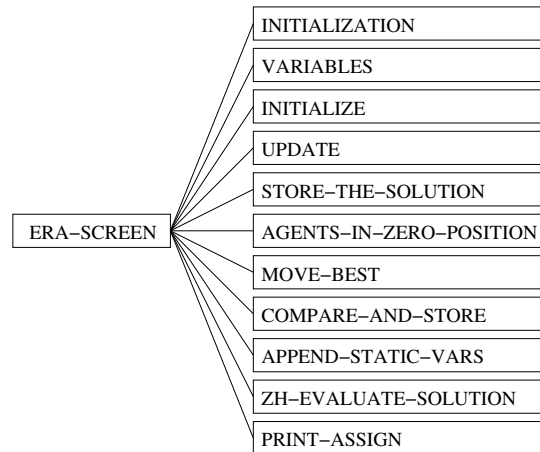 INITIALIZATION
VARIABLES
INITIALIZE
UPDATE
STORE−THE−SOLUTION
ERA−SCREEN
AGENTS−IN−ZERO−POSITION
MOVE−BEST
COMPARE−AND−STORE
APPEND−STATIC−VARS
ZH−EVALUATE−SOLUTION
PRINT−ASSIGN